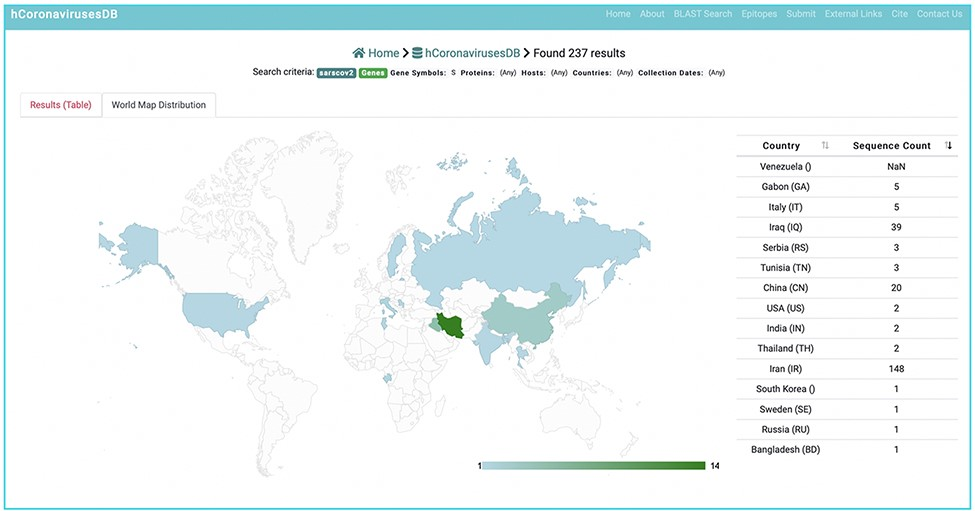 hCoronavirusesDB
Home About BLAST Search Epitopes Submit External Links Cite Contact Us
Home hCoronavirusesDB Found 237 results
Search criteria: sarscov2 Genes Gene Symbols: S Proteins: (Any) Hosts: (Any) Countries: (Any) Collection Dates: (Any)
Results (Table) World Map Distribution
Country Sequence Count
Venezuela () NaN
Gabon (GA) 5
Italy (IT) 5
Iraq (IQ) 39
Serbia (RS) 3
Tunisia (TN) 3
China (CN) 20
USA (US) 2
India (IN) 2
Thailand (TH) 2
Iran (IR) 148
South Korea () 1
Sweden (SE) 1
Russia (RU) 1
Bangladesh (BD) 1
1 14